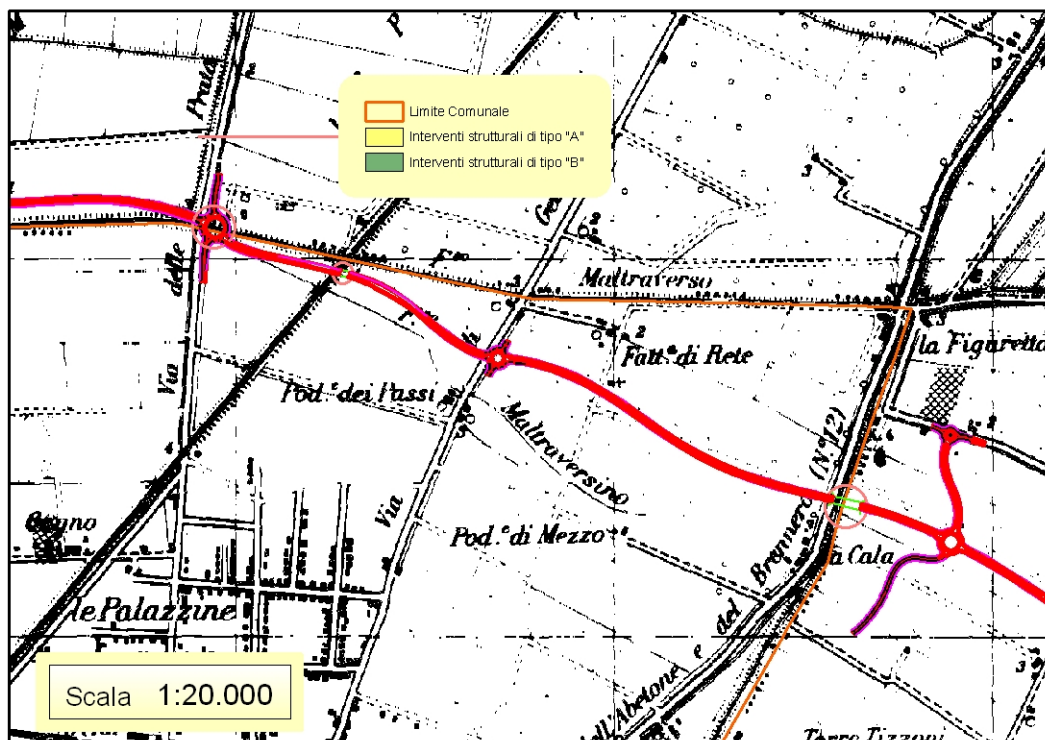 Prata
delle
Via
Limite Comunale
Interventi strutturali di tipo "A"
Interventi strutturali di tipo "B"
Maltraverso
la Figuretta
Fatt.ª di Rete
di
Pod.e dei Passi
Maltraversino
Via
Pod.e di Mezzo
(N°12)
Brennero
del
e
la Cala
le Palazzine
dell'Abetone
Scala 1:20.000